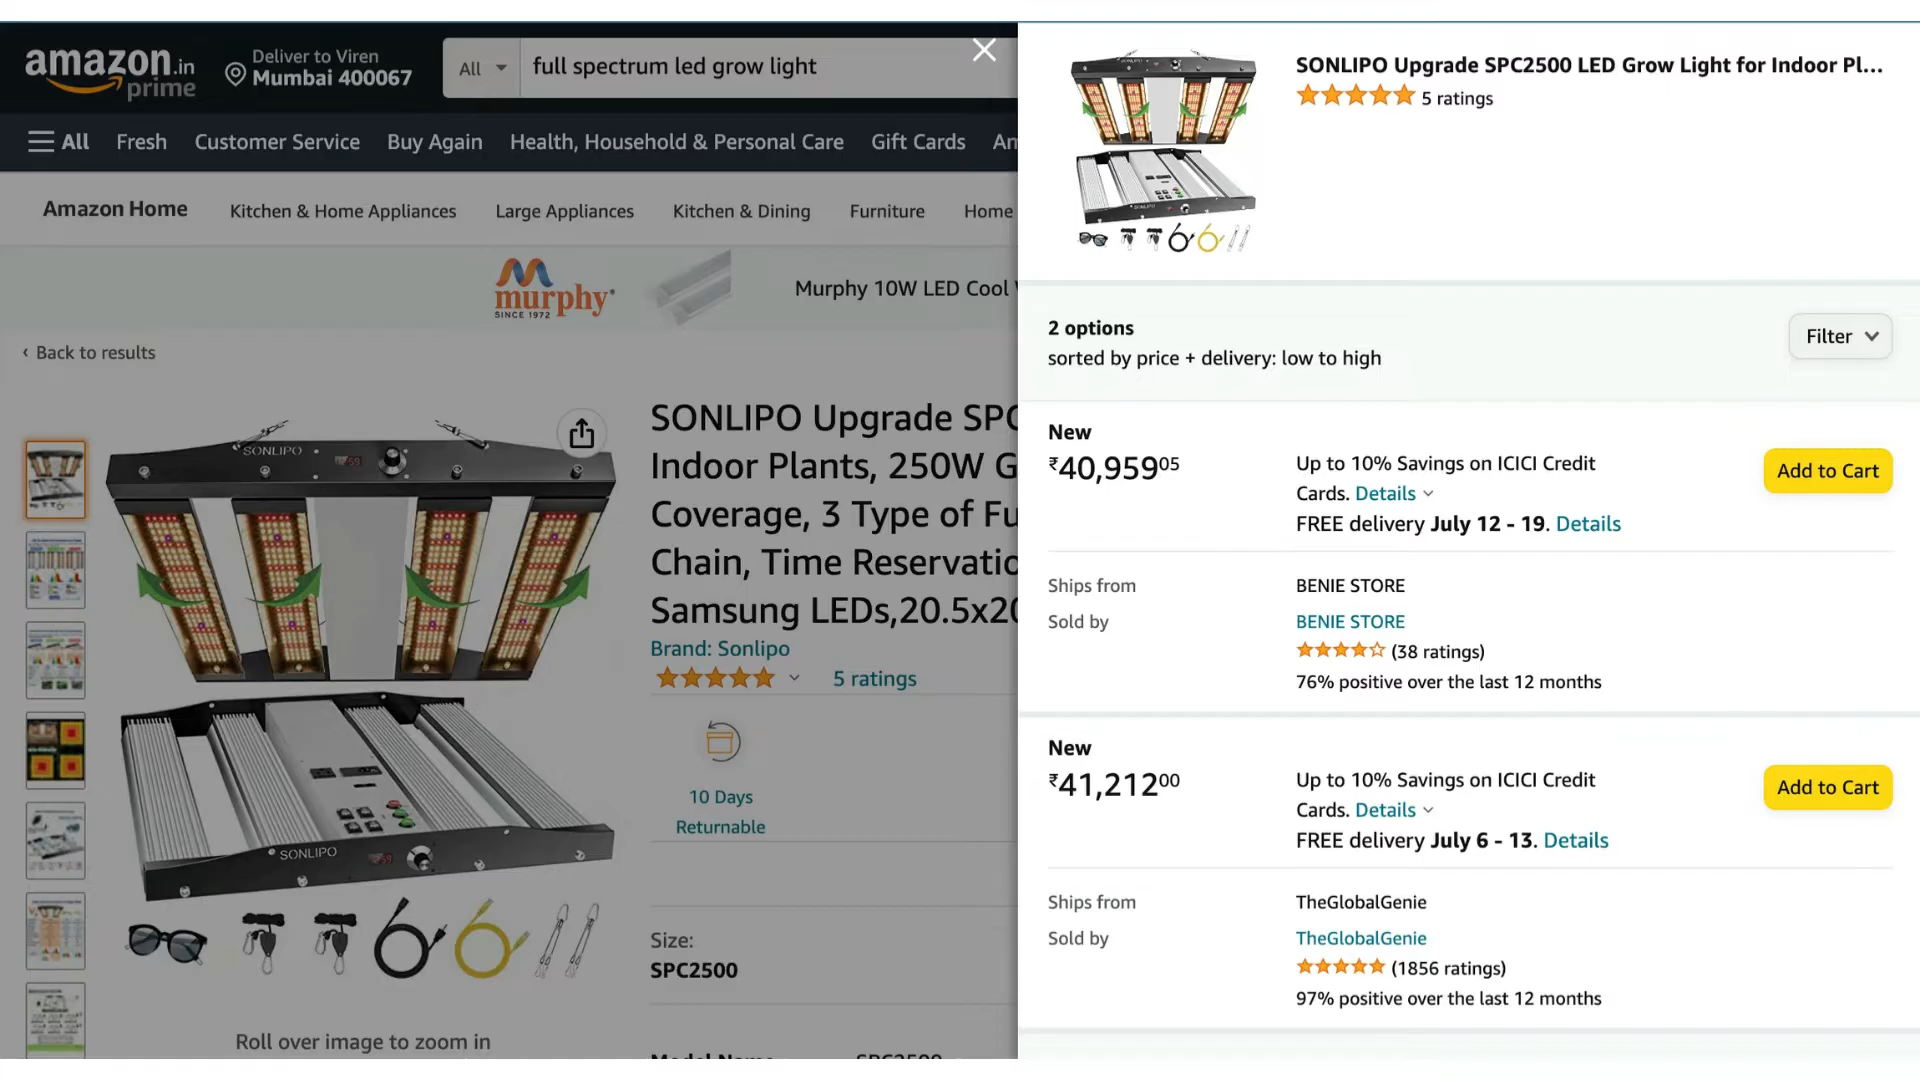 amazon.in
prime
Deliver to Viren
Mumbai 400067
All
full spectrum led grow light
All
Fresh
Customer Service
Buy Again
Health, Household & Personal Care
Gift Cards
Am
Amazon Home
Kitchen & Home Appliances
Large Appliances
Kitchen & Dining
Furniture
Home
murphy
SINCE 1972
Murphy 10W LED Cool
‹ Back to results
SONLIPO
SONLIPO
Roll over image to zoom in
SONLIPO Upgrade SPC
Indoor Plants, 250W G
Coverage, 3 Type of Fu
Chain, Time Reservatio
Samsung LEDs,20.5x20
Brand: Sonlipo
5 ratings
10 Days
Returnable
Size:
SPC2500
Model Name
SPC2500
SONLIPO Upgrade SPC2500 LED Grow Light for Indoor Pl...
5 ratings
2 options
sorted by price + delivery: low to high
Filter
New
₹40,95905
Up to 10% Savings on ICICI Credit
Cards. Details
FREE delivery July 12 - 19. Details
Add to Cart
Ships from
BENIE STORE
Sold by
BENIE STORE
(38 ratings)
76% positive over the last 12 months
New
₹41,21200
Up to 10% Savings on ICICI Credit
Cards. Details
FREE delivery July 6 - 13. Details
Add to Cart
Ships from
TheGlobalGenie
Sold by
TheGlobalGenie
(1856 ratings)
97% positive over the last 12 months